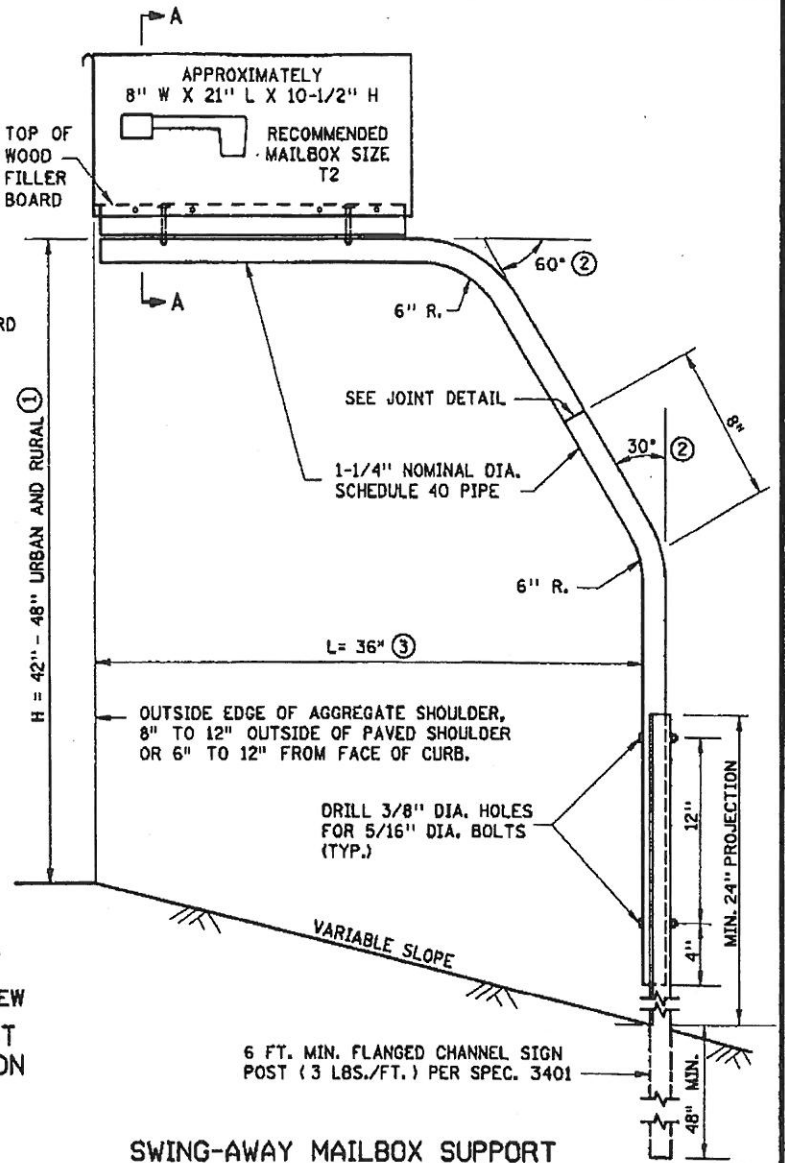 A
APPROXIMATELY
8" W X 21" L X 10-1/2" H
TOP OF
WOOD
FILLER
BOARD
RECOMMENDED
MAILBOX SIZE
T2
A
60° ②
6" R.
RD
SEE JOINT DETAIL
8"
30° ②
1-1/4" NOMINAL DIA.
SCHEDULE 40 PIPE
H = 42" - 48" URBAN AND RURAL ①
6" R.
L= 36" ③
OUTSIDE EDGE OF AGGREGATE SHOULDER,
8" TO 12" OUTSIDE OF PAVED SHOULDER
OR 6" TO 12" FROM FACE OF CURB.
DRILL 3/8" DIA. HOLES
FOR 5/16" DIA. BOLTS
(TYP.)
12"
MIN. 24" PROJECTION
4"
VARIABLE SLOPE
EW
T
ON
6 FT. MIN. FLANGED CHANNEL SIGN
POST (3 LBS./FT.) PER SPEC. 3401
48" MIN.
SWING-AWAY MAILBOX SUPPORT